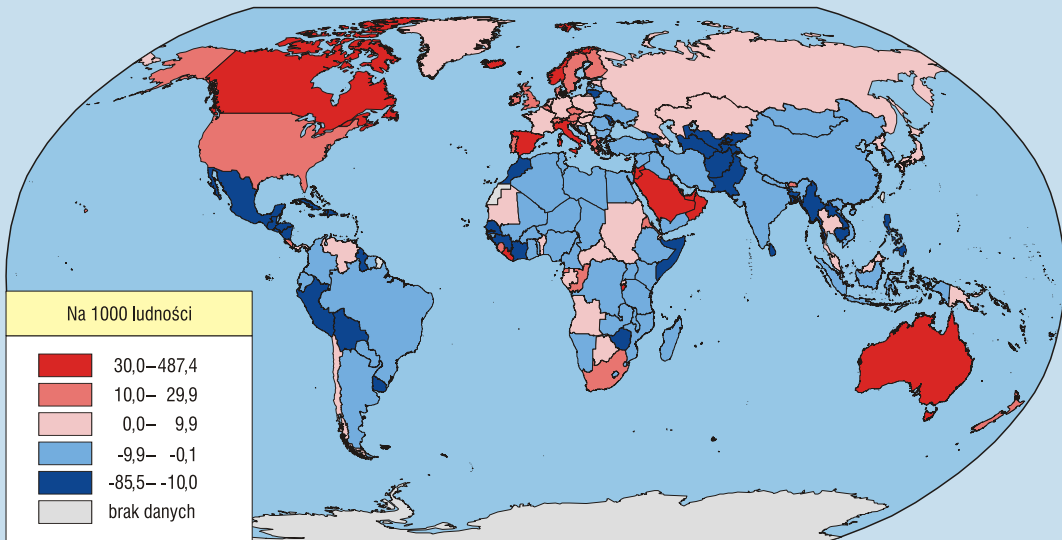 Na 1000 ludności
30,0–487,4
10,0– 29,9
0,0– 9,9
-9,9– -0,1
-85,5– -10,0
brak danych